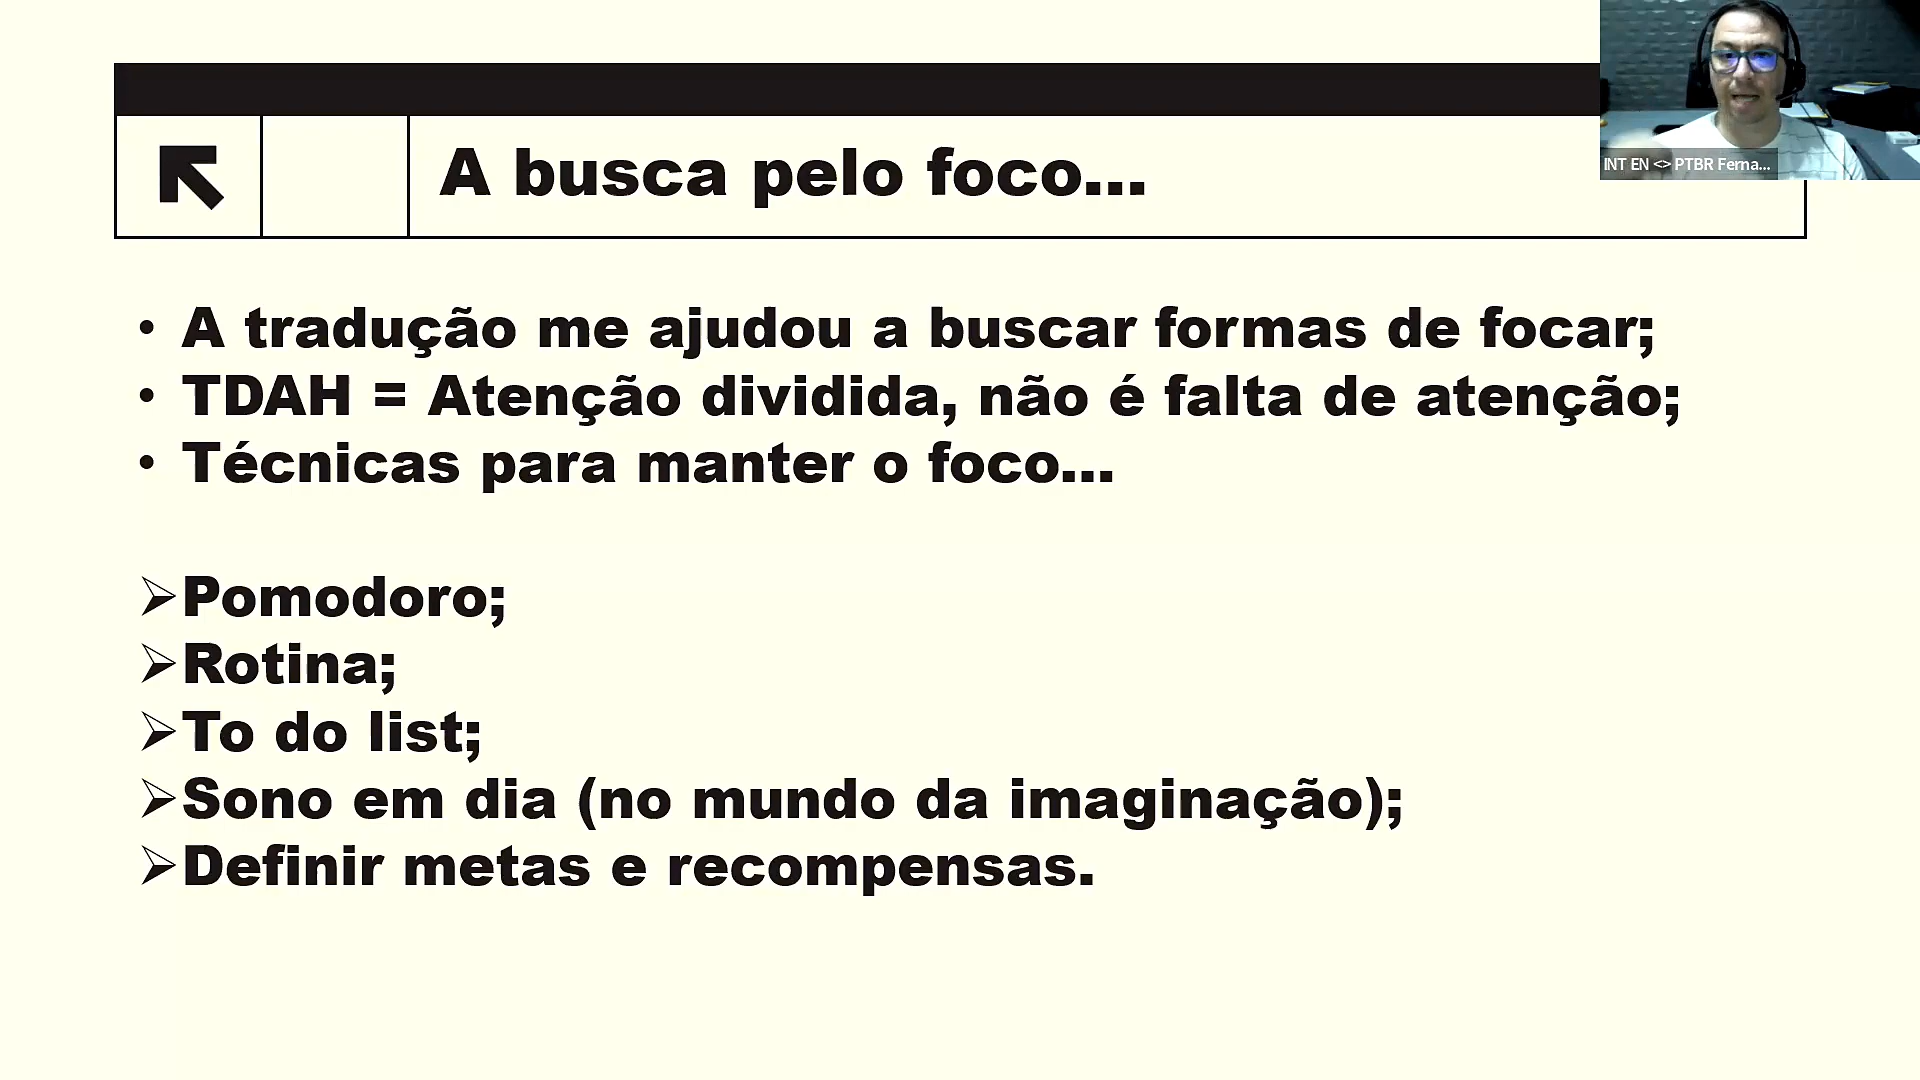 A busca pelo foco...
INT EN <> PTBR Ferna...
• A tradução me ajudou a buscar formas de focar;
• TDAH = Atenção dividida, não é falta de atenção;
• Técnicas para manter o foco...
➢Pomodoro;
➢Rotina;
➢To do list;
➢Sono em dia (no mundo da imaginação);
➢Definir metas e recompensas.